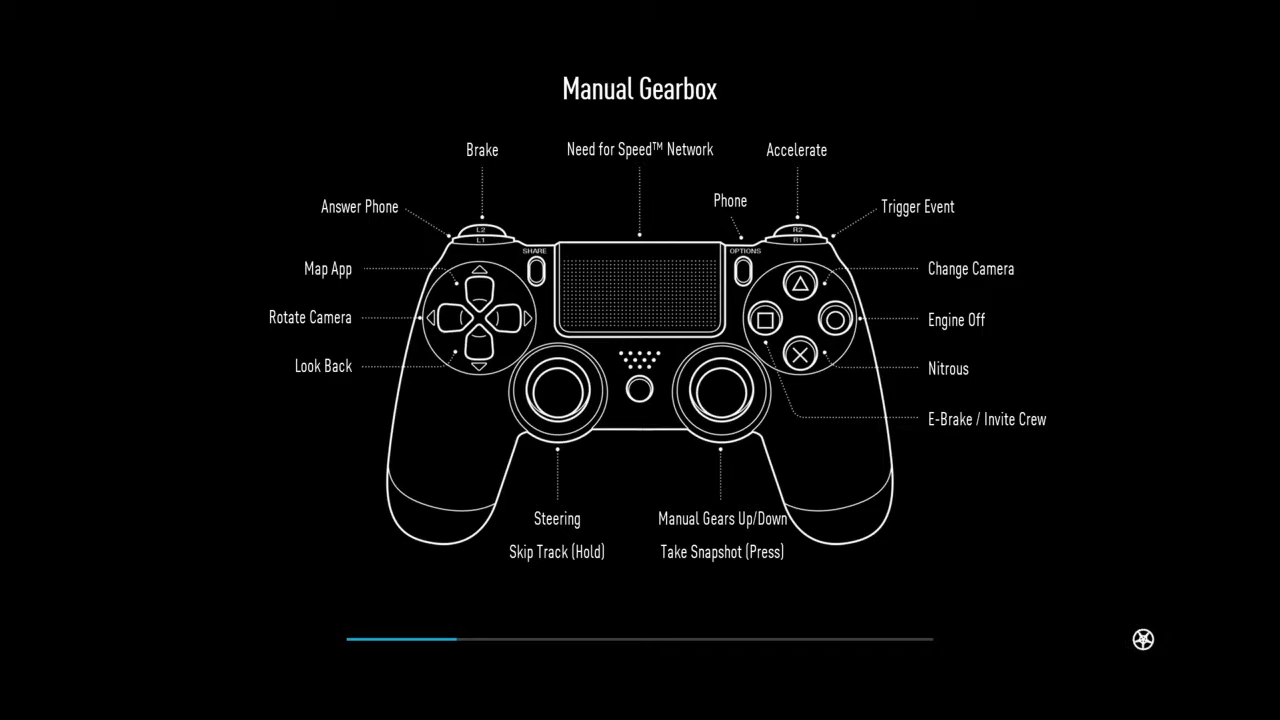 Manual Gearbox
Brake
Need for Speed™ Network
Accelerate
Answer Phone
Phone
Trigger Event
L2
R2
L1
R1
SHARE
OPTIONS
Map App
Change Camera
Rotate Camera
Engine Off
Look Back
Nitrous
E-Brake / Invite Crew
Steering
Manual Gears Up/Down
Skip Track (Hold)
Take Snapshot (Press)